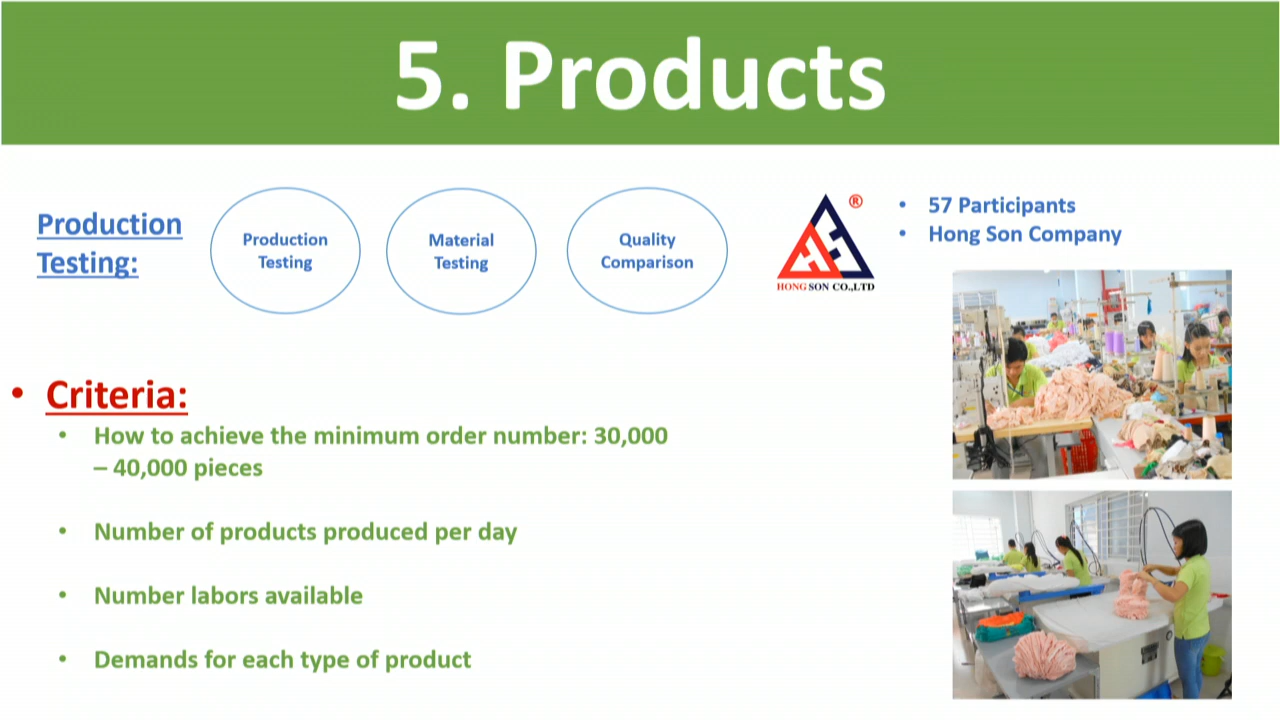 5. Products
Production
Testing:
Production
Testing
Material
Testing
Quality
Comparison
®
HONG SON CO.,LTD
• 57 Participants
• Hong Son Company
• Criteria:
• How to achieve the minimum order number: 30,000
– 40,000 pieces
• Number of products produced per day
• Number labors available
• Demands for each type of product